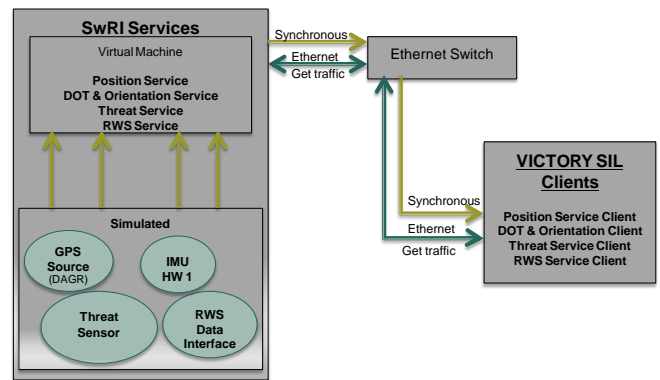 SwRI Services
Virtual Machine
Position Service
DOT & Orientation Service
Threat Service
RWS Service
Synchronous
Ethernet
Get traffic
Ethernet Switch
Simulated
GPS
Source
(DAGR)
IMU
HW 1
Threat
Sensor
RWS
Data
Interface
Synchronous
Ethernet
Get traffic
VICTORY SIL
Clients
Position Service Client
DOT & Orientation Client
Threat Service Client
RWS Service Client